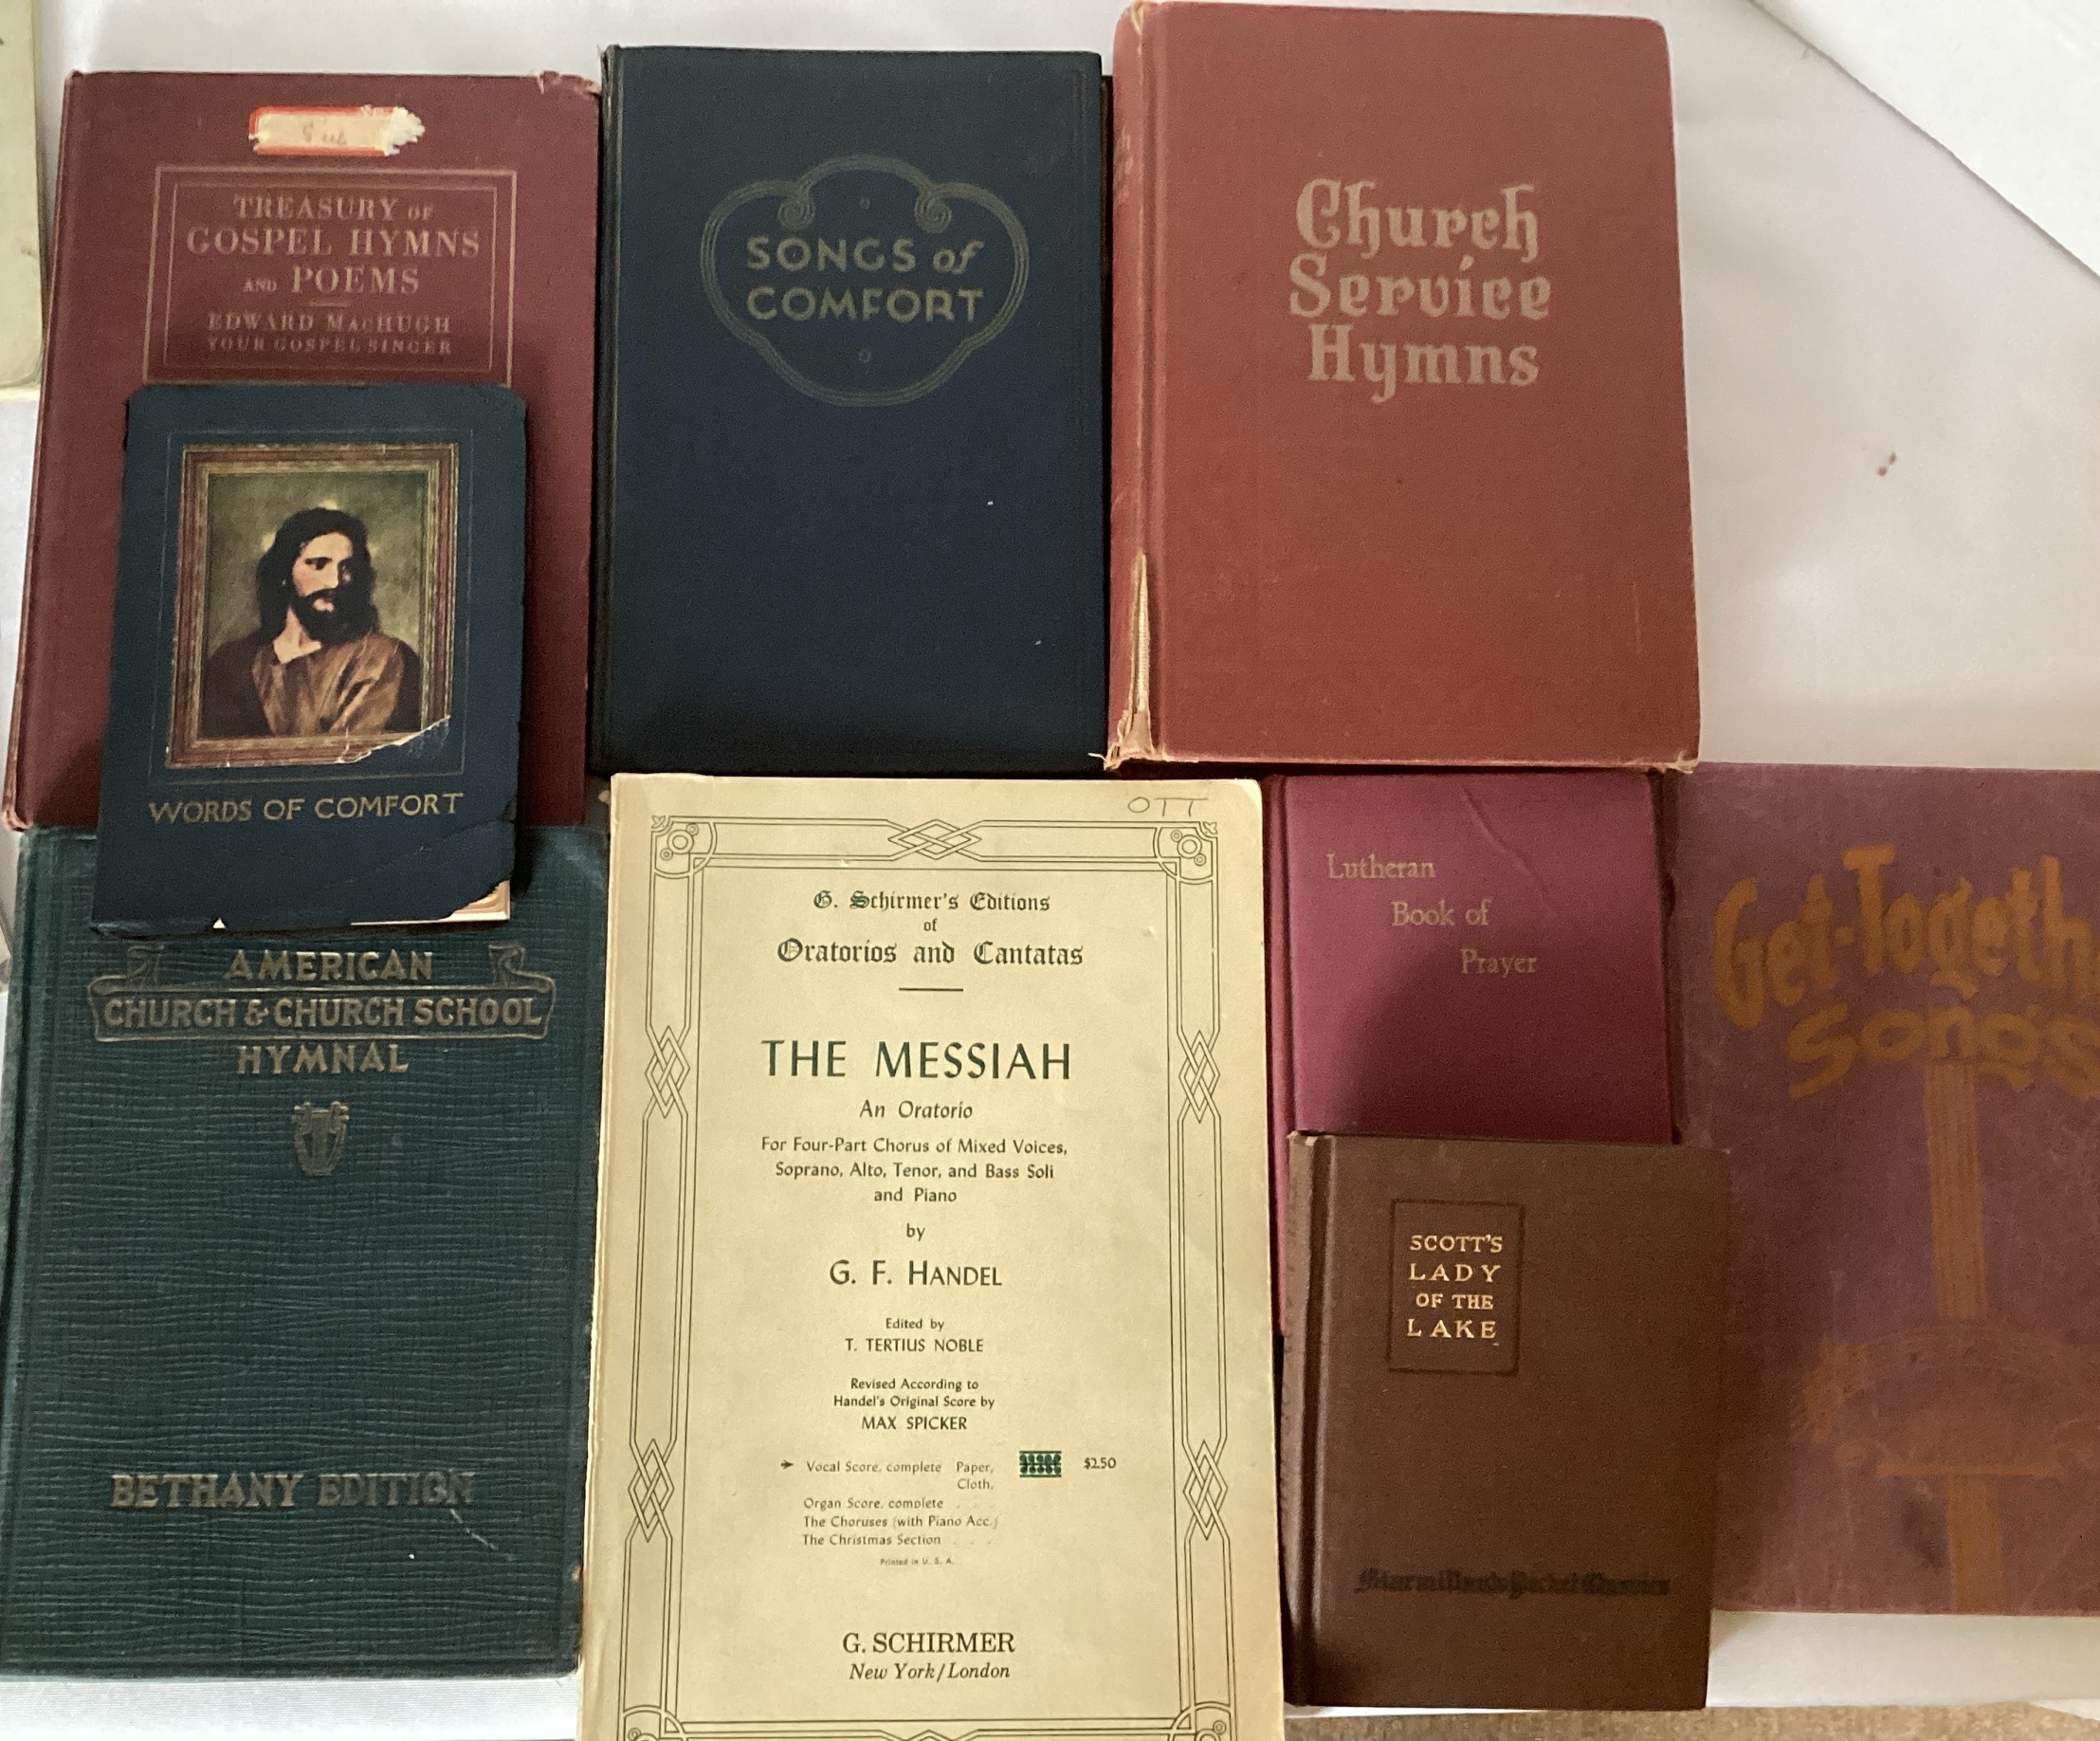 TREASURY OF
GOSPEL HYMNS
AND POEMS
EDWARD MACHUGH
YOUR GOSPEL SINGER
WORDS OF COMFORT
SONGS of
COMFORT
Church
Service
Hymns
AMERICAN
CHURCH & CHURCH SCHOOL
HYMNAL
BETHANY EDITION
OTT
G. Schirmer's Editions
of
Oratorios and Cantatas
THE MESSIAH
An Oratorio
For Four-Part Chorus of Mixed Voices,
Soprano, Alto, Tenor, and Bass Soli
and Piano
by
G. F. HANDEL
Edited by
T. TERTIUS NOBLE
Revised According to
Handel's Original Score by
MAX SPICKER
Vocal Score, complete Paper, $2.50
Cloth,
Organ Score, complete
The Choruses (with Piano Acc.)
The Christmas Section
Printed in U. S. A.
G. SCHIRMER
New York/London
Lutheran
Book of
Prayer
SCOTT'S
LADY
OF THE
LAKE
Macmillan's Pocket Classics
Get-Togeth
Songs